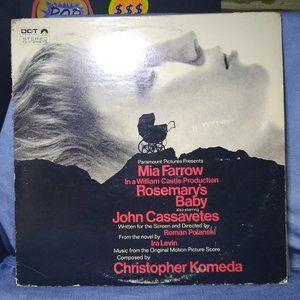 POP
$$$
DOT
STEREO
Paramount Pictures Presents
Mia Farrow
In a William Castle Production
Rosemary's
Baby
also starring
John Cassavetes
Written for the Screen and Directed by
Roman Polanski
From the novel by
Ira Levin
Music from the Original Motion Picture Score
Composed by
Christopher Komeda